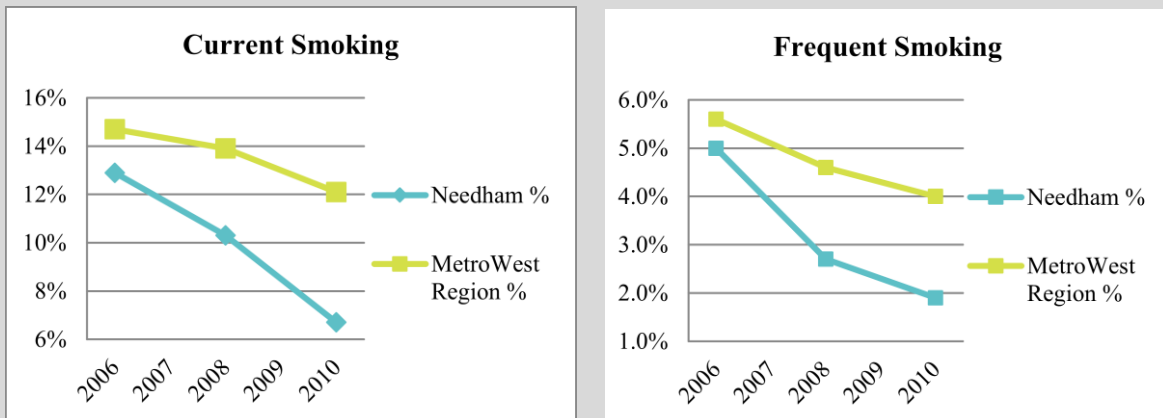 Current Smoking
16%
14%
12%
10%
8%
6%
2006
2007
2008
2009
2010
Needham %
MetroWest
Region %
Frequent Smoking
6.0%
5.0%
4.0%
3.0%
2.0%
1.0%
2006
2007
2008
2009
2010
Needham %
MetroWest
Region %